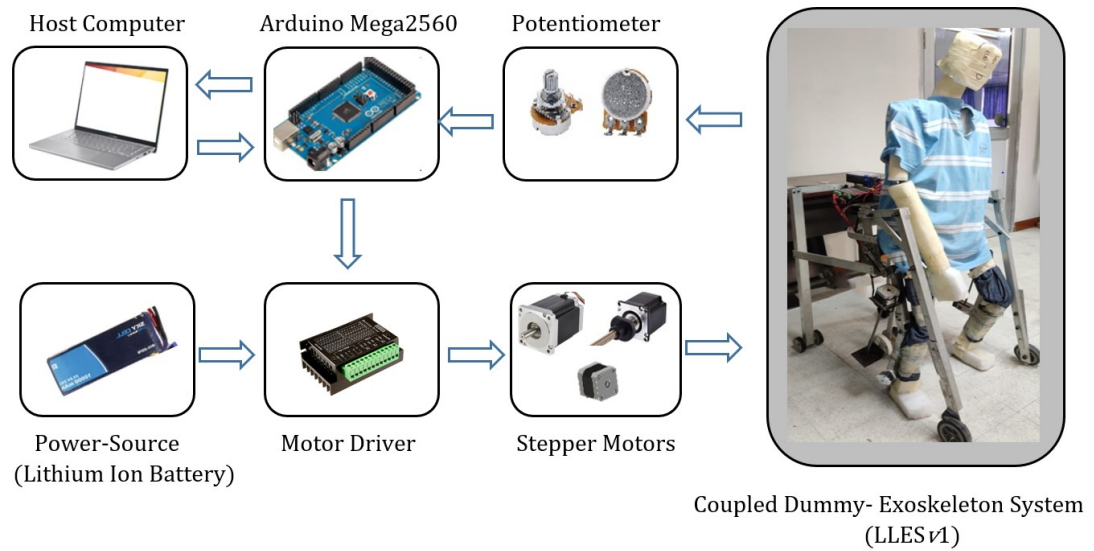 Host Computer
Arduino Mega2560
Potentiometer
Power-Source
(Lithium Ion Battery)
Motor Driver
Stepper Motors
Coupled Dummy- Exoskeleton System
(LLESv1)